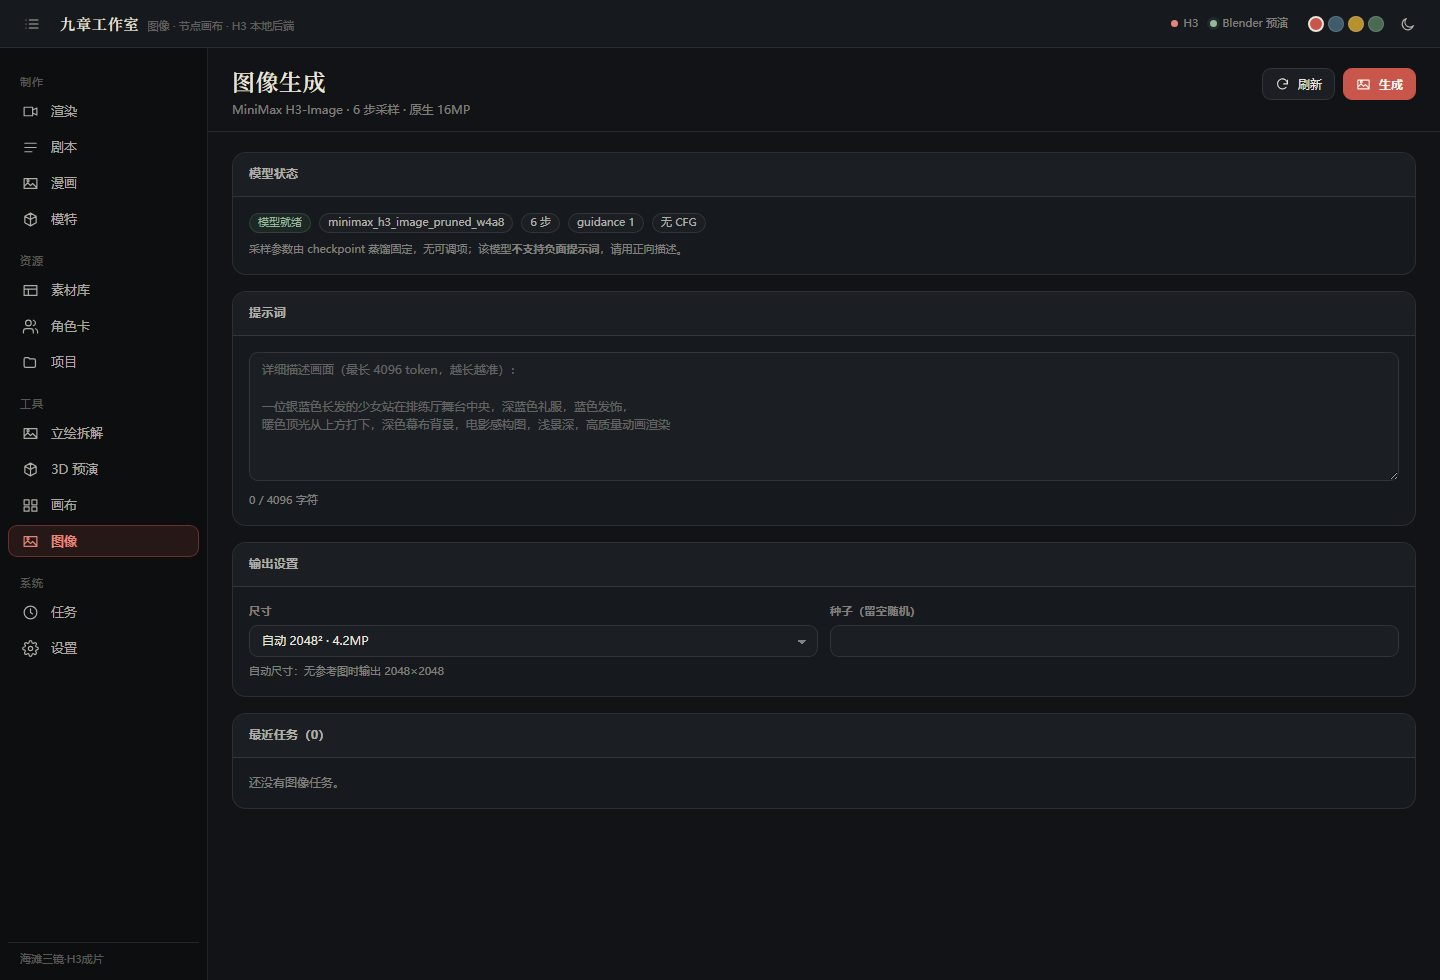 九章工作室 图像 · 节点画布 · H3 本地后端
H3 Blender 预演
制作
渲染
剧本
漫画
模特
资源
素材库
角色卡
项目
工具
立绘拆解
3D 预演
画布
图像
系统
任务
设置
海滩三镜·H3成片
图像生成
MiniMax H3-Image · 6 步采样 · 原生 16MP
刷新
生成
模型状态
模型就绪 minimax_h3_image_pruned_w4a8 6 步 guidance 1 无 CFG
采样参数由 checkpoint 蒸馏固定，无可调项；该模型不支持负面提示词，请用正向描述。
提示词
详细描述画面（最长 4096 token，越长越准）：
一位银蓝色长发的少女站在排练厅舞台中央，深蓝色礼服，蓝色发饰，
暖色顶光从上方打下，深色幕布背景，电影感构图，浅景深，高质量动画渲染
0 / 4096 字符
输出设置
尺寸
自动 2048² · 4.2MP
自动尺寸：无参考图时输出 2048×2048
种子（留空随机）
最近任务（0）
还没有图像任务。